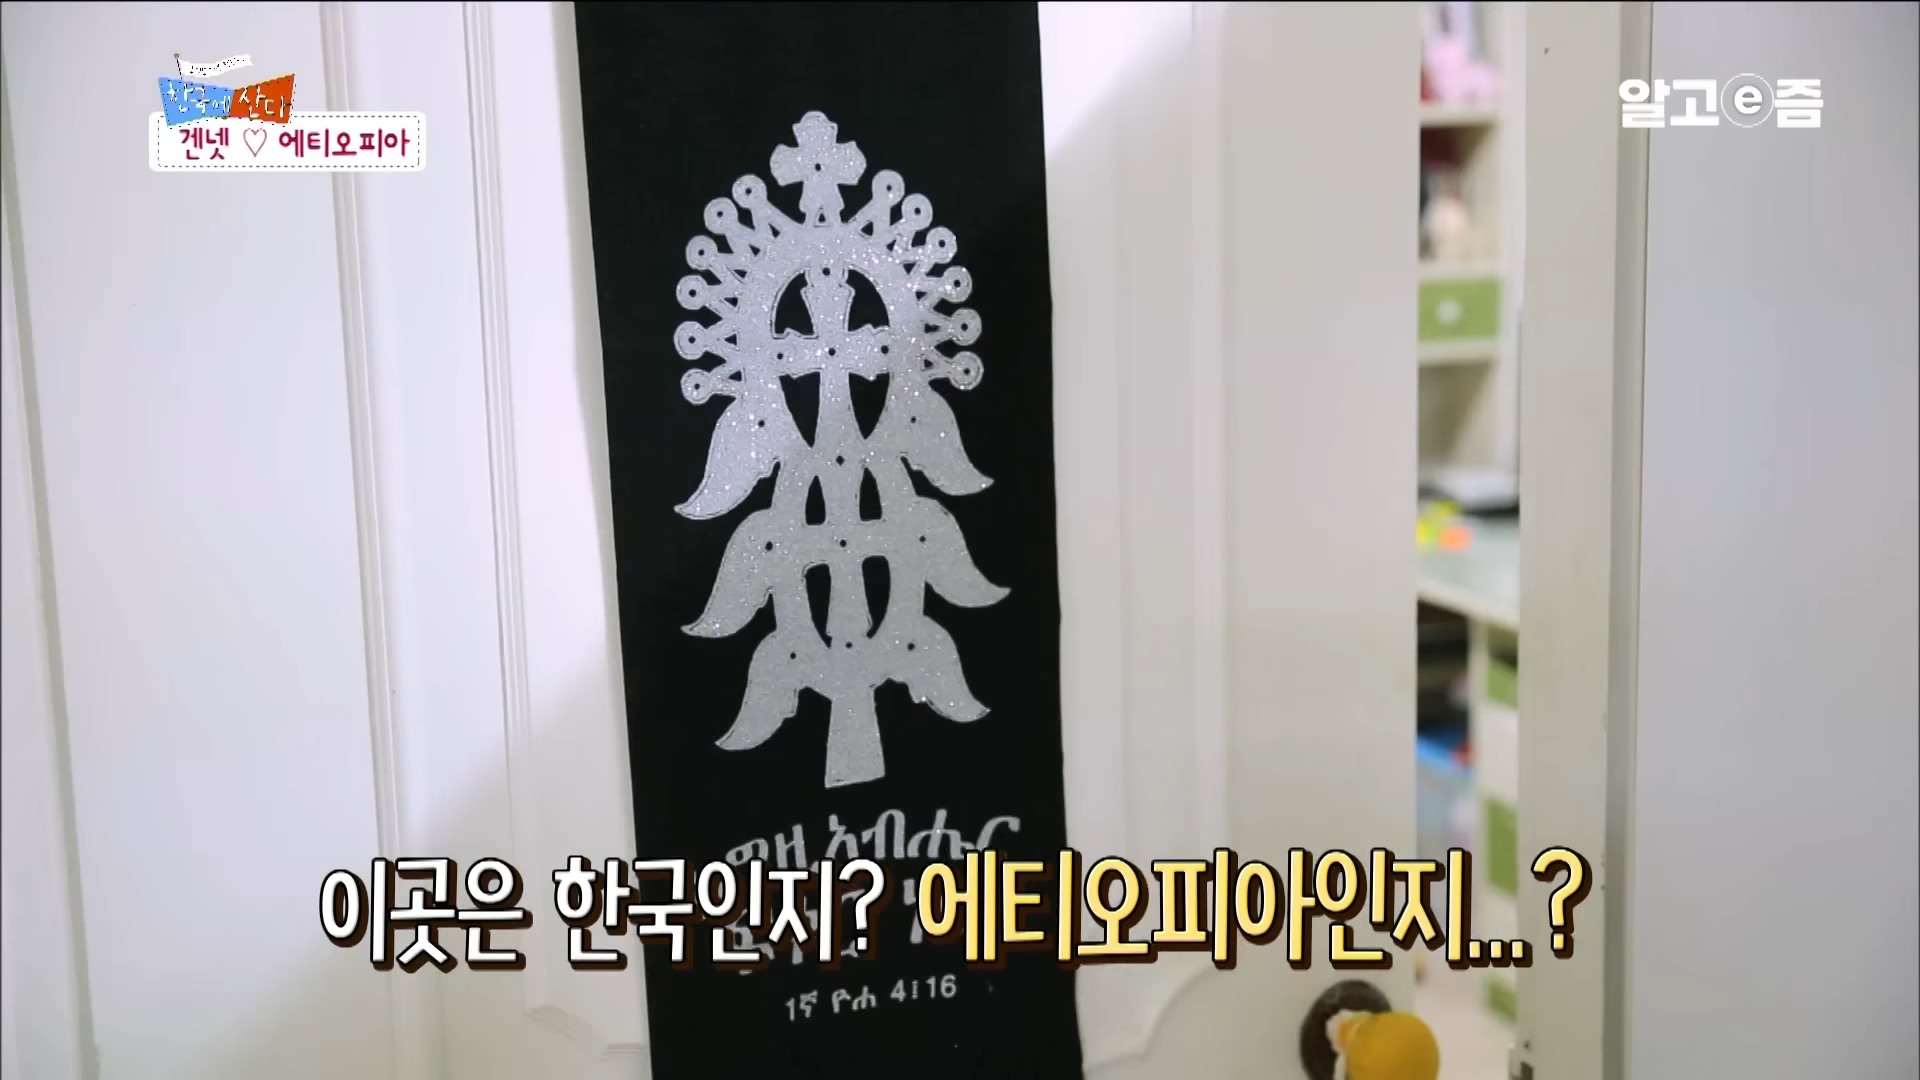 한국에 산다
겐넷 ♡ 에티오피아
알고e즘
እግዚአብሔር
이곳은 한국인지? 에티오피아인지...?
1ኛ ዮሐ 4፤16